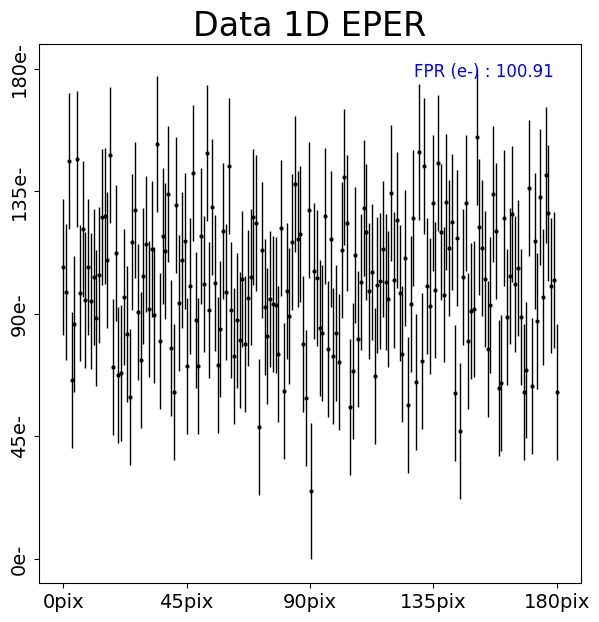 Data 1D EPER
FPR (e-) : 100.91
180e-
135e-
90e-
45e-
0e-
0pix 45pix 90pix 135pix 180pix